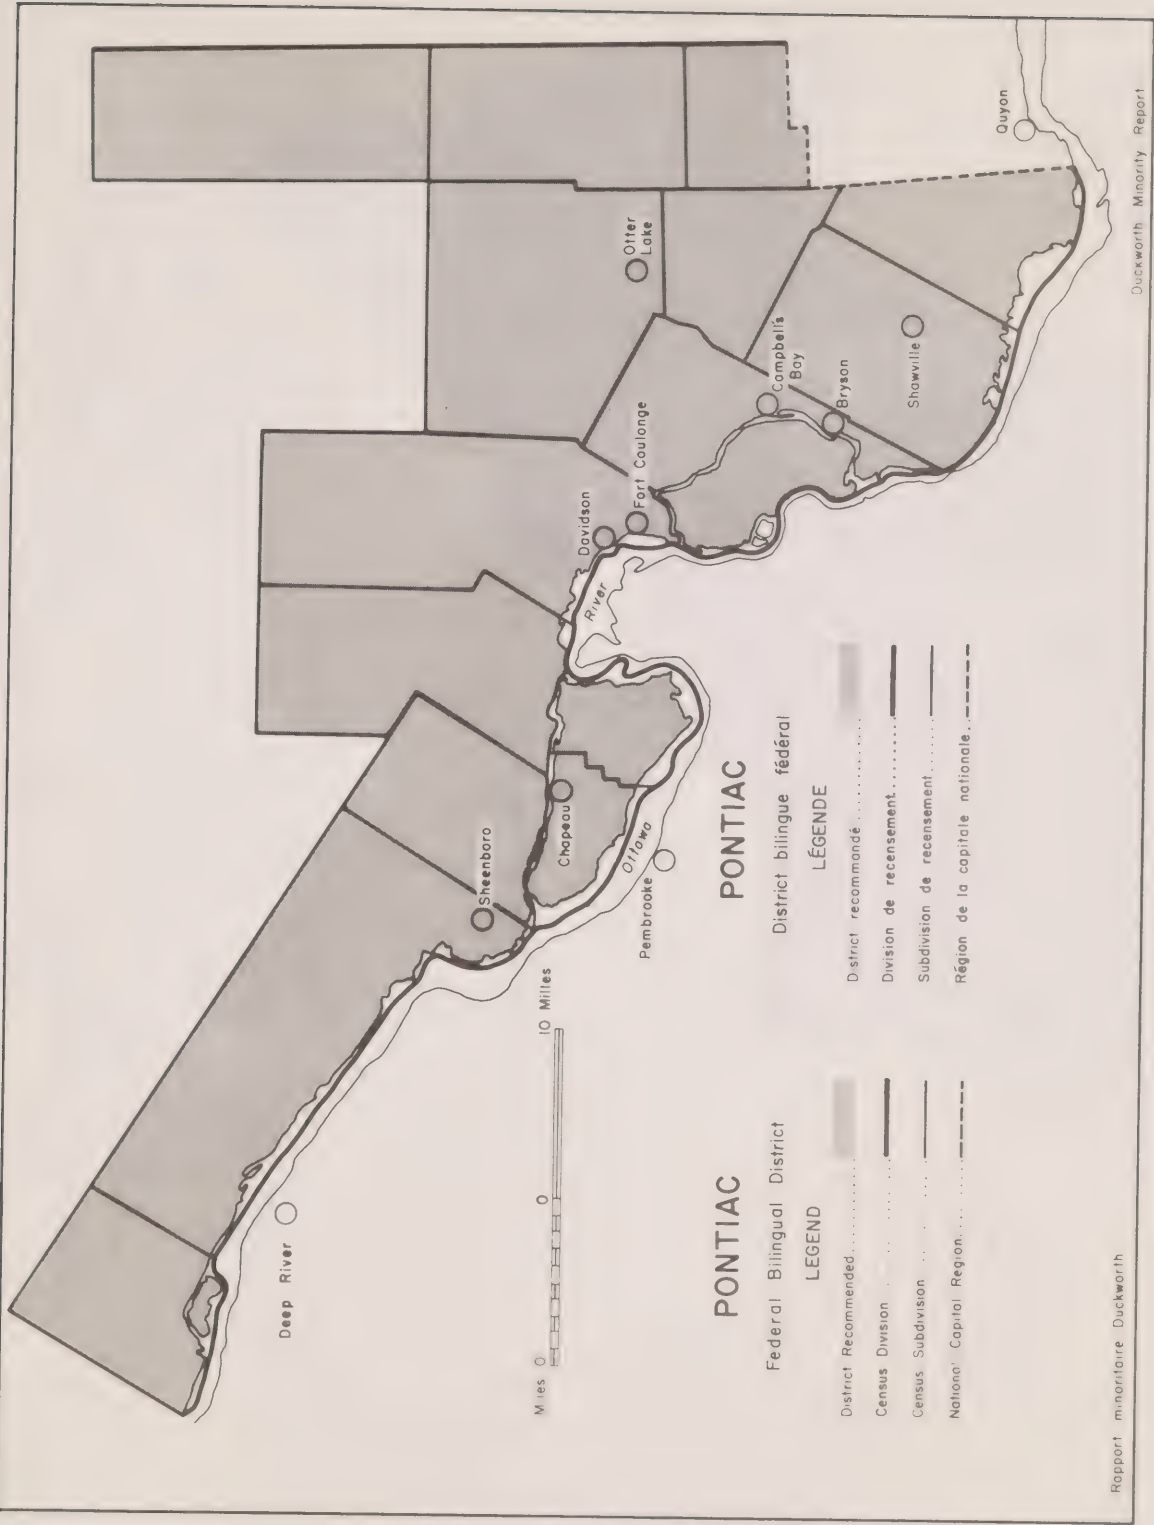 Deep River
Sheenboro
Chapeau
Pembrooke
Ottawa
River
Davidson
Fort Coulonge
Otter
Lake
Campbell's
Bay
Bryson
Shawville
Quyon
Miles 0
0
10 Milles
PONTIAC
Federal Bilingual District
LEGEND
District Recommended
Census Division
Census Subdivision
National Capital Region
PONTIAC
District bilingue fédéral
LÉGENDE
District recommandé
Division de recensement
Subdivision de recensement
Région de la capitale nationale
Rapport minoritaire Duckworth
Duckworth Minority Report